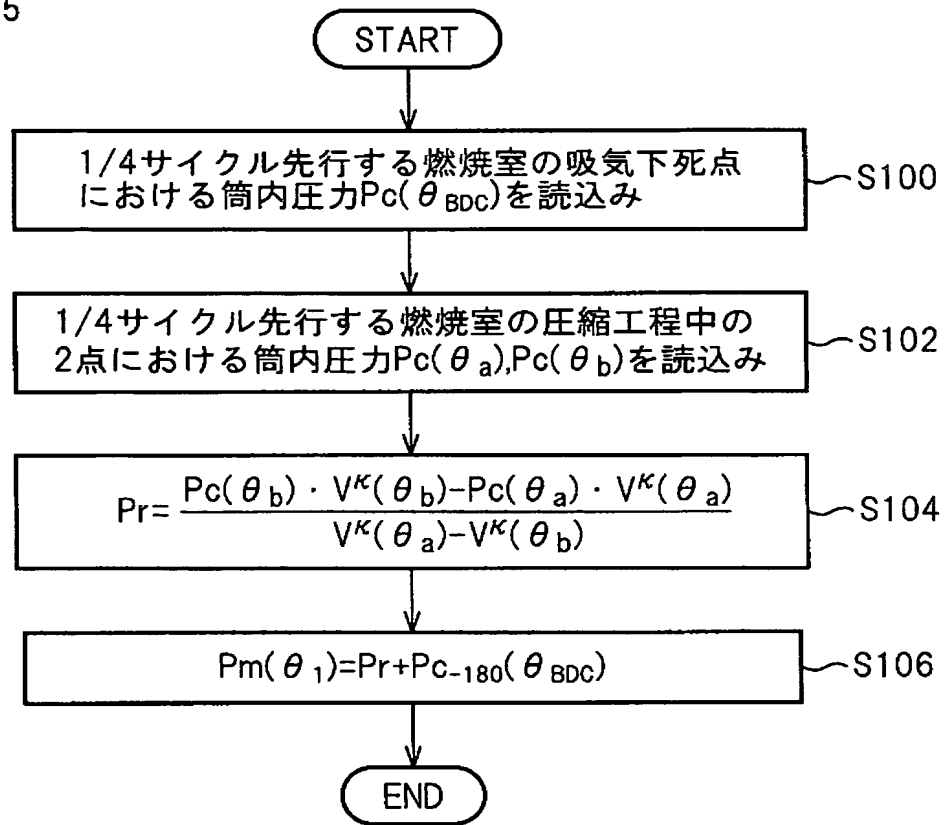 5
START
1/4サイクル先行する燃焼室の吸気下死点
における筒内圧力Pc(θBDC)を読込み
S100
1/4サイクル先行する燃焼室の圧縮工程中の
2点における筒内圧力Pc(θa),Pc(θb)を読込み
S102
Pr= Pc(θb)・V^κ(θb)-Pc(θa)・V^κ(θa)
V^κ(θa)-V^κ(θb)
S104
Pm(θ1)=Pr+Pc-180(θBDC)
S106
END